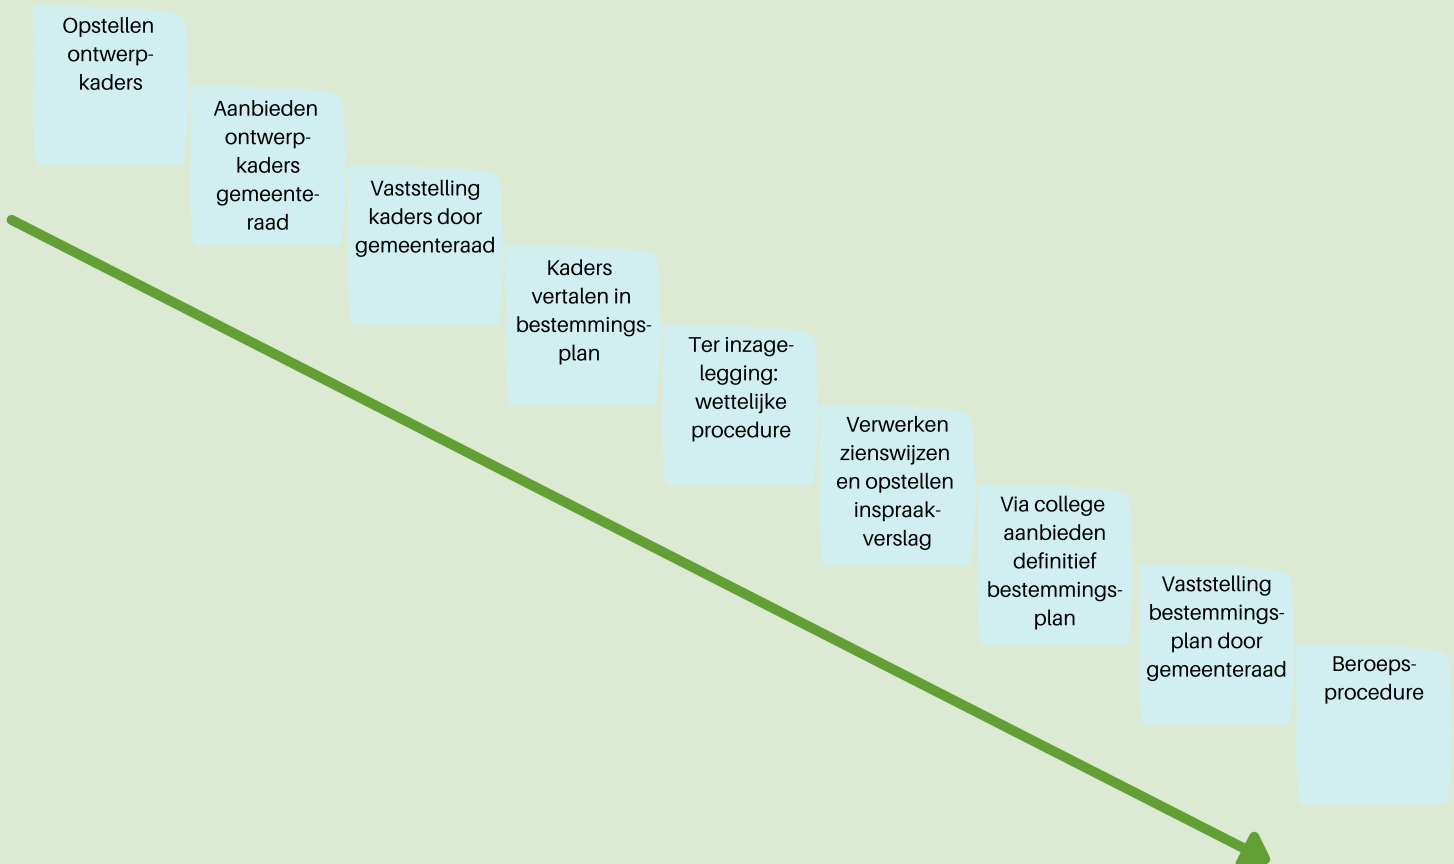 Opstellen
ontwerp-
kaders
Aanbieden
ontwerp-
kaders
gemeente-
raad
Vaststelling
kaders door
gemeenteraad
Kaders
vertalen in
bestemmings-
plan
Ter inzage-
legging:
wettelijke
procedure
Verwerken
zienswijzen
en opstellen
inspraak-
verslag
Via college
aanbieden
definitief
bestemmings-
plan
Vaststelling
bestemmings-
plan door
gemeenteraad
Beroeps-
procedure